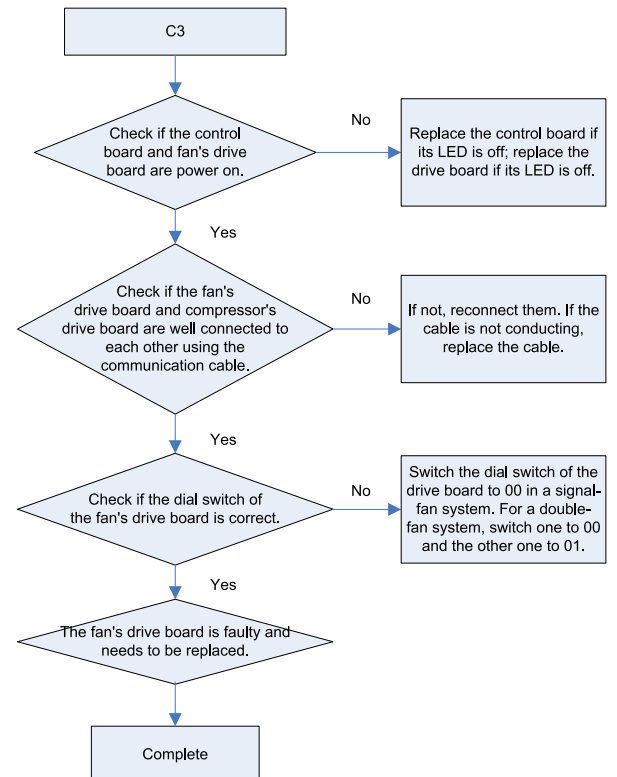 C3
Check if the control
board and fan's drive
board are power on.
No
Replace the control board if
its LED is off; replace the
drive board if its LED is off.
Yes
Check if the fan's
drive board and compressor's
drive board are well connected to
each other using the
communication cable.
No
If not, reconnect them. If the
cable is not conducting,
replace the cable.
Yes
Check if the dial switch of
the fan's drive board is correct.
No
Switch the dial switch of the
drive board to 00 in a signal-
fan system. For a double-
fan system, switch one to 00
and the other one to 01.
Yes
The fan's drive board is faulty and
needs to be replaced.
Complete